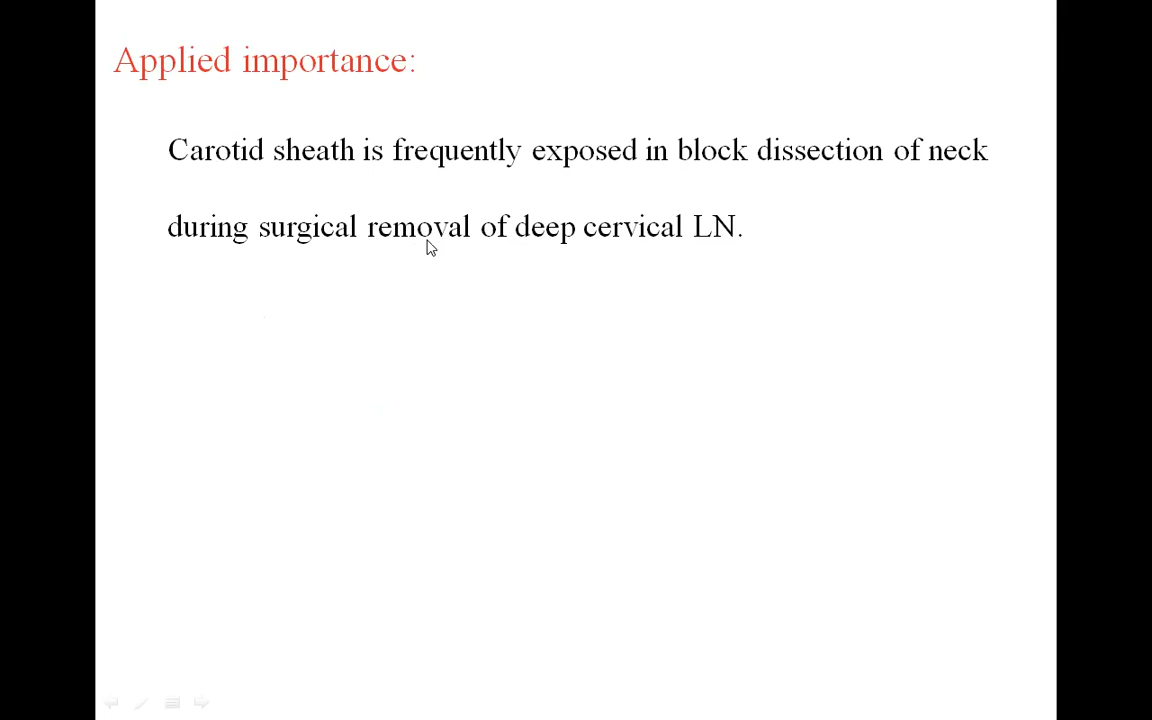 Applied importance:
Carotid sheath is frequently exposed in block dissection of neck
during surgical removal of deep cervical LN.